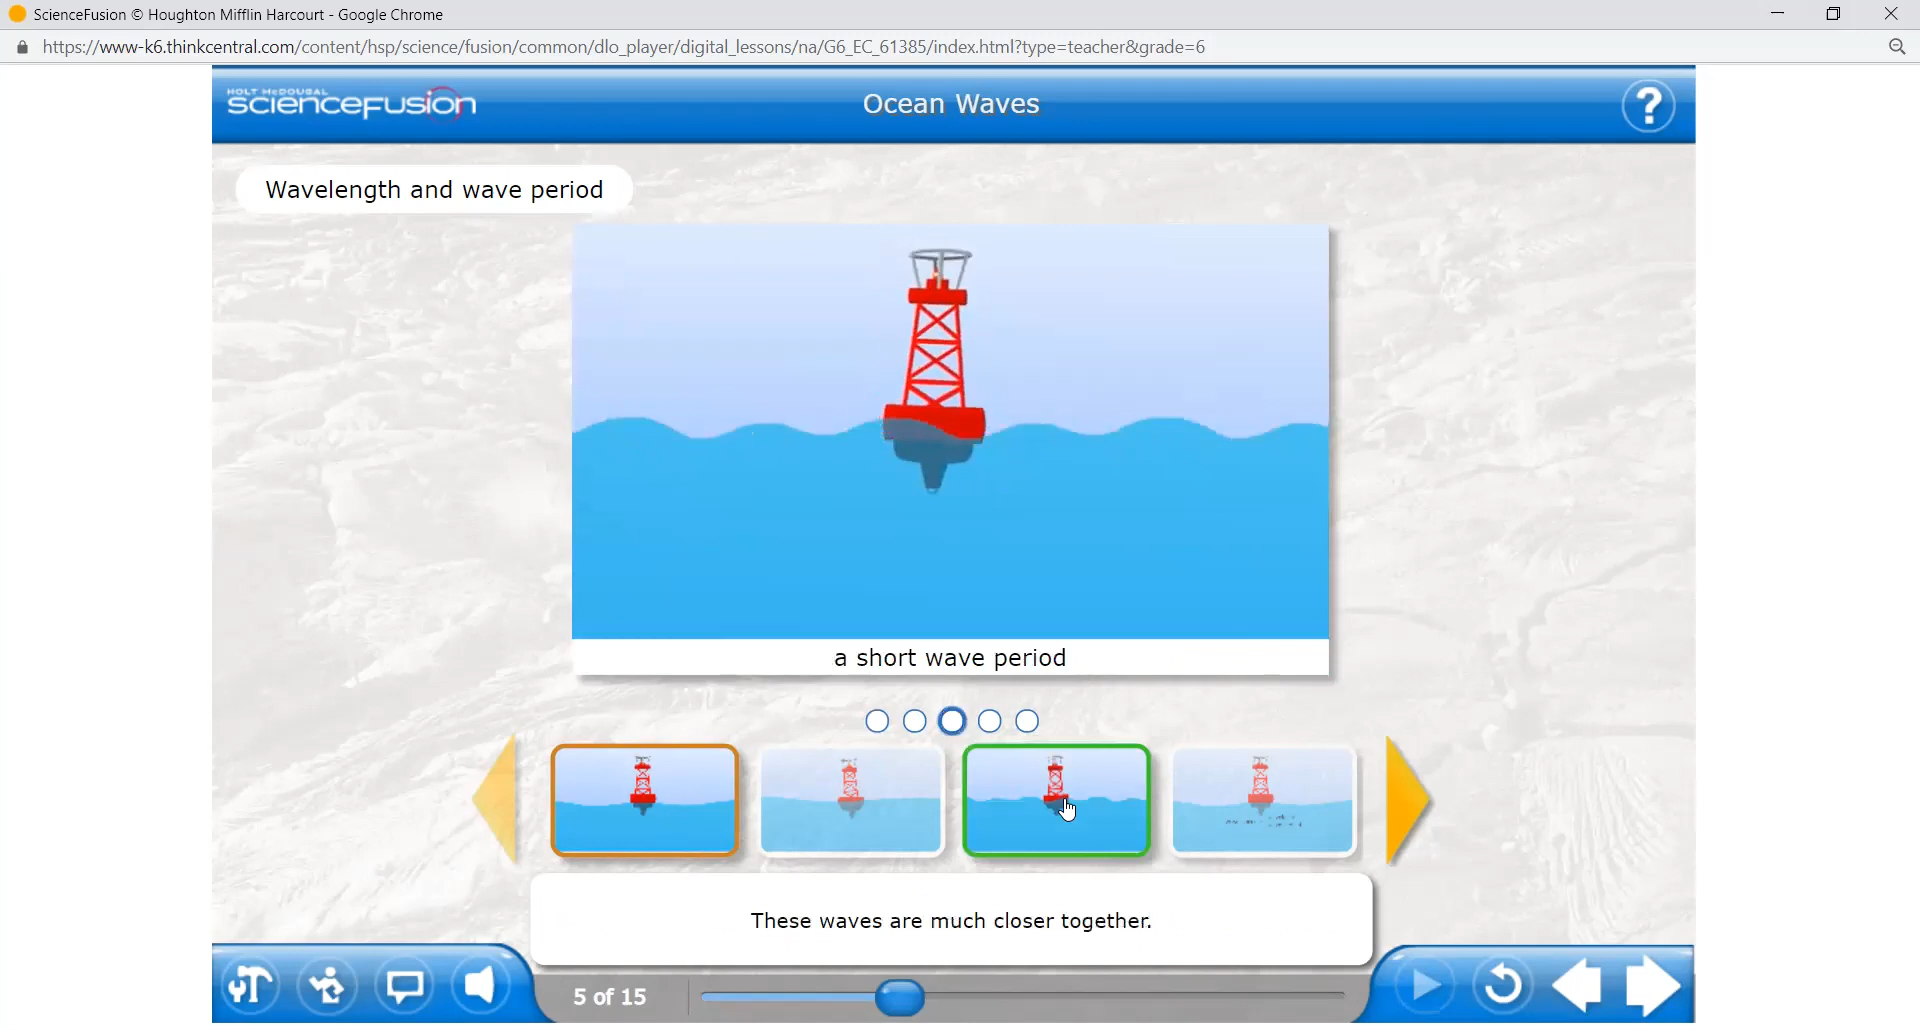 ScienceFusion © Houghton Mifflin Harcourt - Google Chrome
https://www-k6.thinkcentral.com/content/hsp/science/fusion/common/dlo_player/digital_lessons/na/G6_EC_61385/index.html?type=teacher&grade=6
HOLT McDOUGAL
scienceFusion
Ocean Waves
?
Wavelength and wave period
a short wave period
These waves are much closer together.
5 of 15